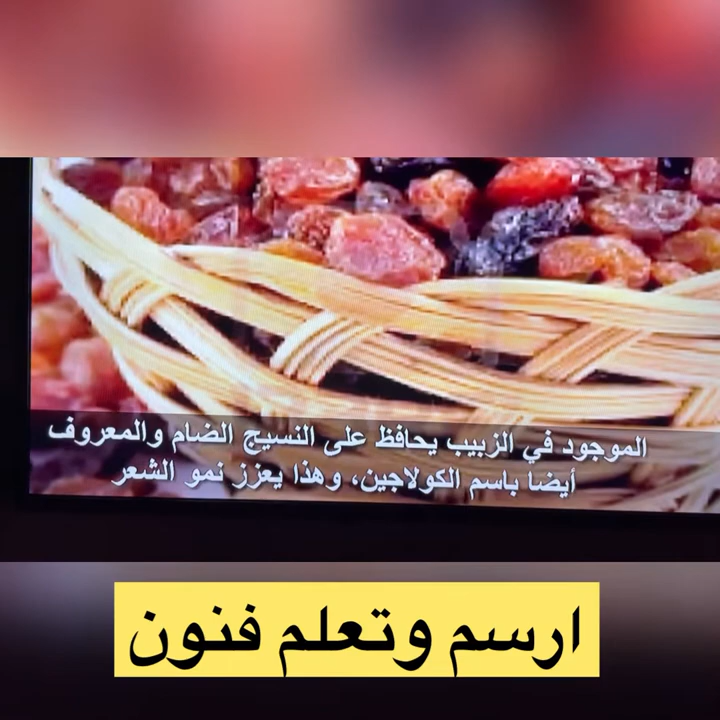 الموجود في الزبيب يحافظ على النسيج الضام والمعروف
أيضا باسم الكولاجين، وهذا يعزز نمو الشعر
ارسم وتعلم فنون